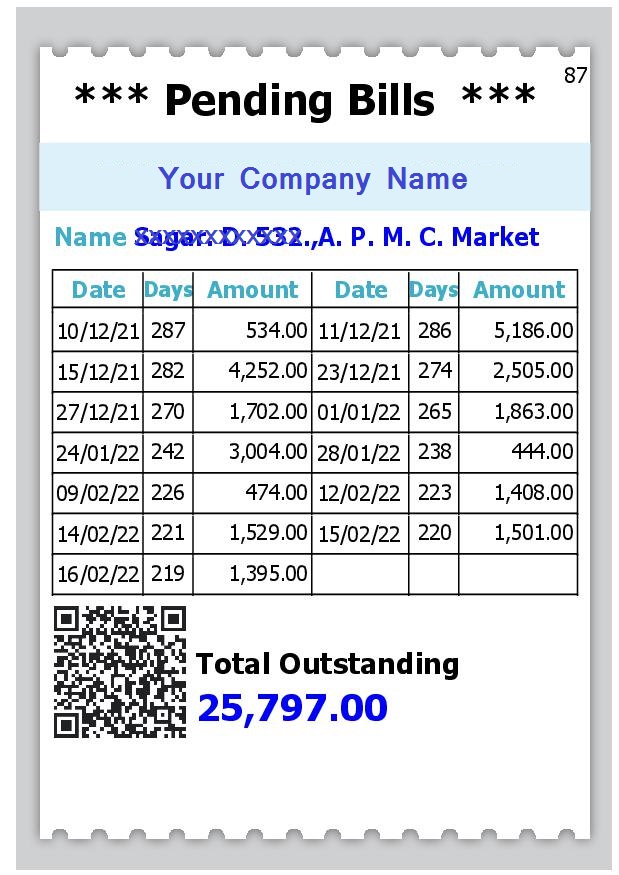 87
*** Pending Bills ***
Your Company Name
Name Sagar. D. 532.,A. P. M. C. Market
Date Days Amount Date Days Amount
10/12/21 287 534.00 11/12/21 286 5,186.00
15/12/21 282 4,252.00 23/12/21 274 2,505.00
27/12/21 270 1,702.00 01/01/22 265 1,863.00
24/01/22 242 3,004.00 28/01/22 238 444.00
09/02/22 226 474.00 12/02/22 223 1,408.00
14/02/22 221 1,529.00 15/02/22 220 1,501.00
16/02/22 219 1,395.00
Total Outstanding
25,797.00